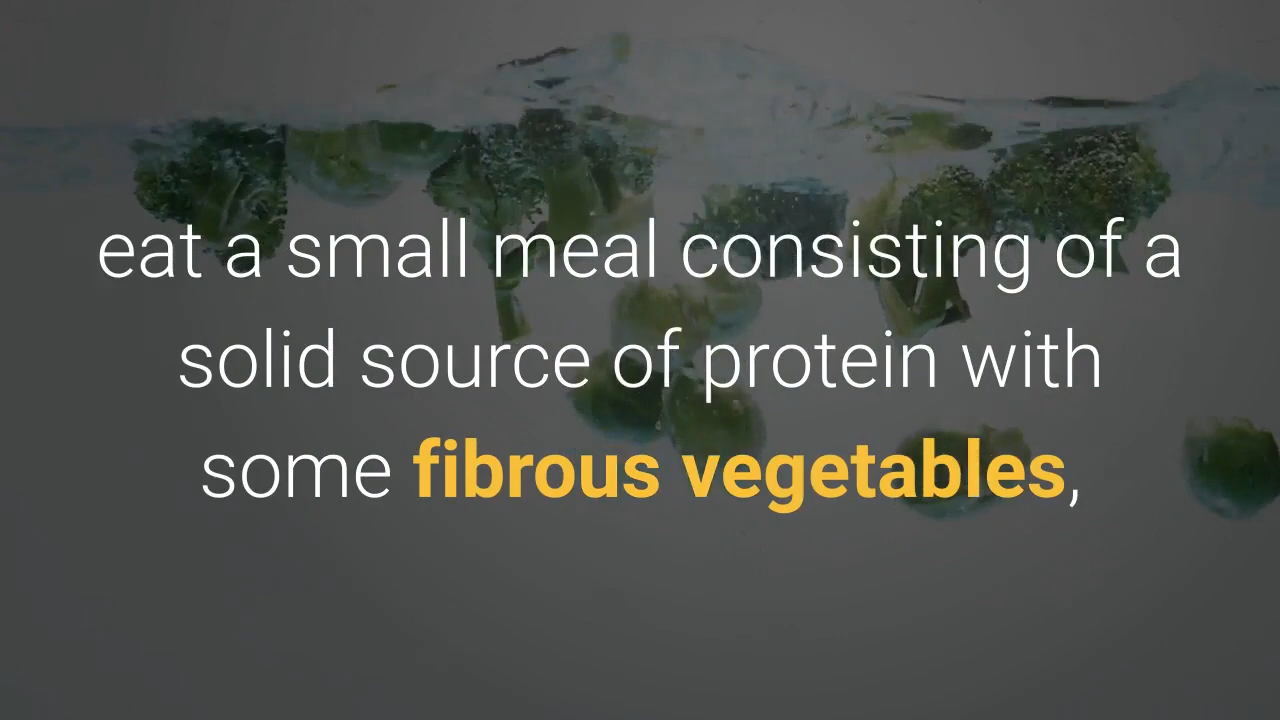 eat a small meal consisting of a
solid source of protein with
some fibrous vegetables,